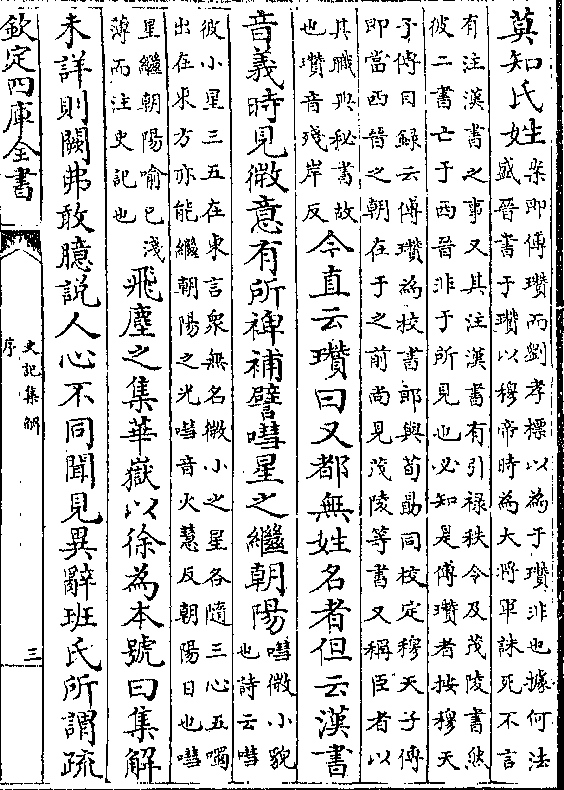 莫知氏姓
案即傅瓉而劉孝標以為于瓉非也據何法
盛晉書于瓉以穆帝時為大將軍誅死不言
有注漢書之事又其注漢書有引禄秩令及茂陵書然
彼二書亡于西晉非于所見也必知是傅瓉者按穆天
子傳目録云傅瓉為校書郎與荀勗同校定穆天子傳
即當西晉之朝在于之前尚見茂陵等書又稱臣者以
其職典秘書故
也瓉音殘岸反
今直云瓉曰又都無姓名者但云漢書
音義時見微意有所裨補譬嘒星之繼朝陽
嘒微小貌
也詩云嘒
彼小星三五在東言衆無名微小之星各隨三心五噣
出在東方亦能繼朝陽之光嘒音火慧反朝陽日也嘒
星繼朝陽喻已淺
薄而注史記也
飛塵之集華嶽以徐為本號曰集解
未詳則闕弗敢臆説人心不同聞見異辭班氏所謂疏
欽定四庫全書
史記集解
序
三